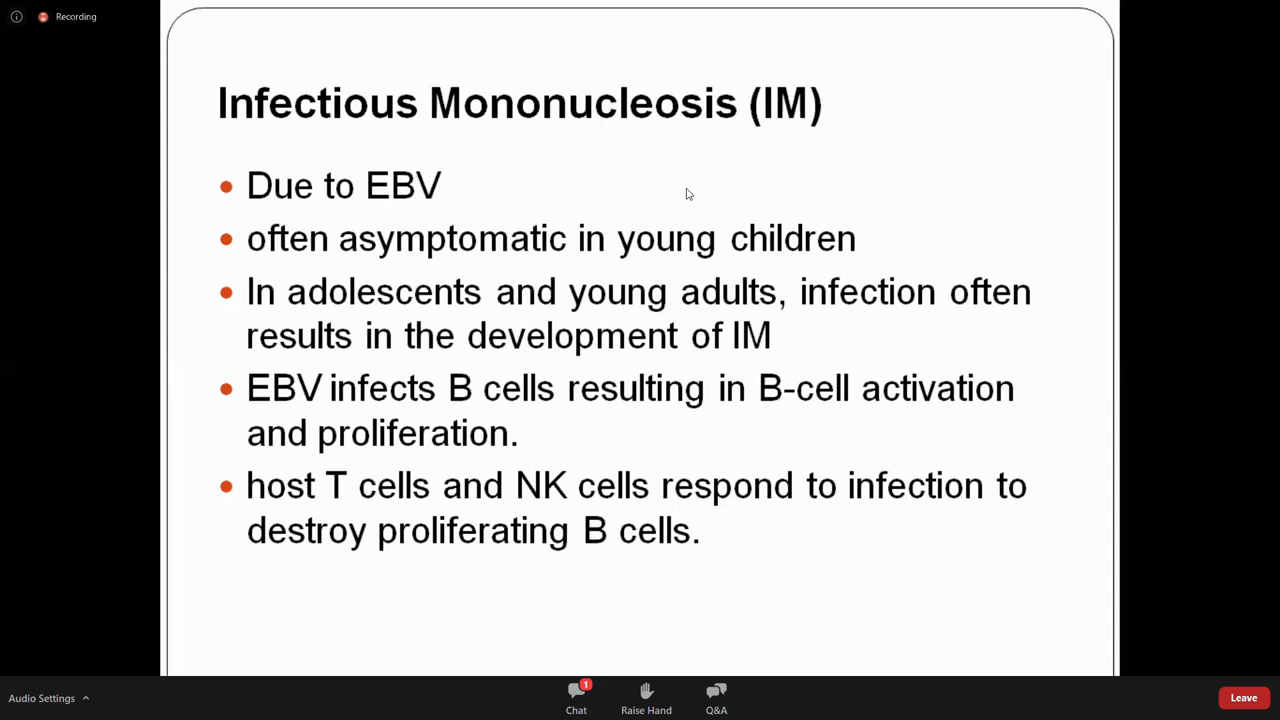 Recording
Infectious Mononucleosis (IM)
• Due to EBV
• often asymptomatic in young children
• In adolescents and young adults, infection often
results in the development of IM
• EBV infects B cells resulting in B-cell activation
and proliferation.
• host T cells and NK cells respond to infection to
destroy proliferating B cells.
Audio Settings
1
Chat
Raise Hand
Q&A
Leave